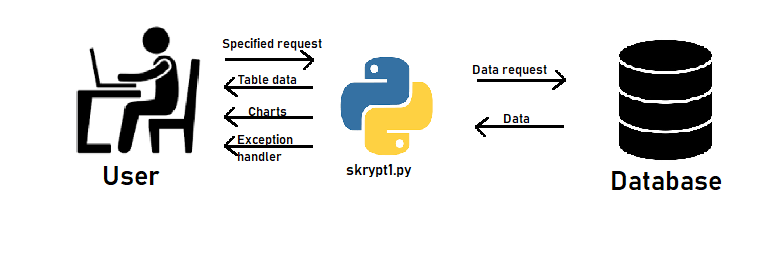 Specified request
Table data
Charts
Exception
handler
User
skrypt1.py
Data request
Data
Database